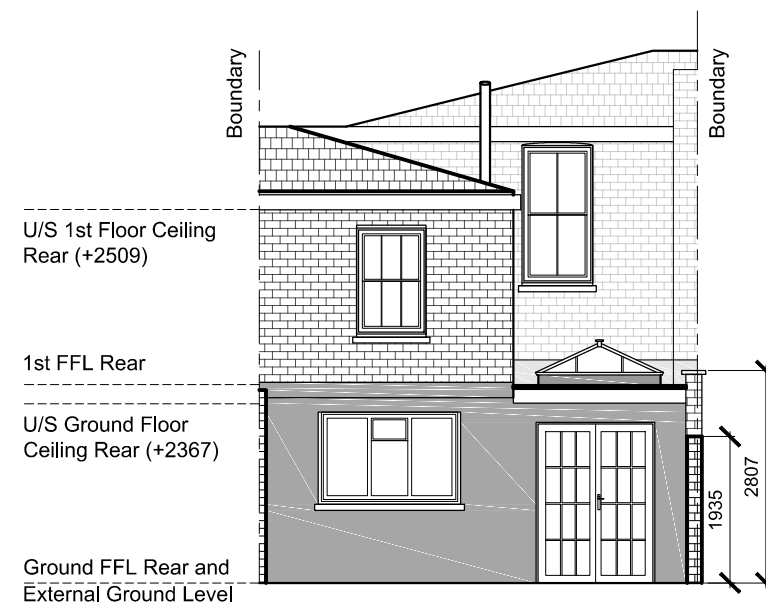 Boundary
Boundary
U/S 1st Floor Ceiling
Rear (+2509)
1st FFL Rear
U/S Ground Floor
Ceiling Rear (+2367)
1935
2807
Ground FFL Rear and
External Ground Level